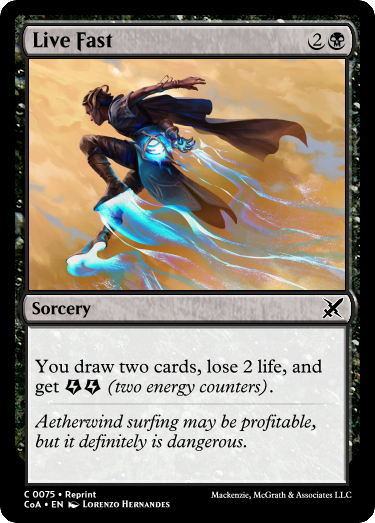 Live Fast 2
Sorcery
You draw two cards, lose 2 life, and
get (two energy counters).
Aetherwind surfing may be profitable,
but it definitely is dangerous.
C 0075 • Reprint
CoA • EN Lorenzo Hernandes
Mackenzie, McGrath & Associates LLC